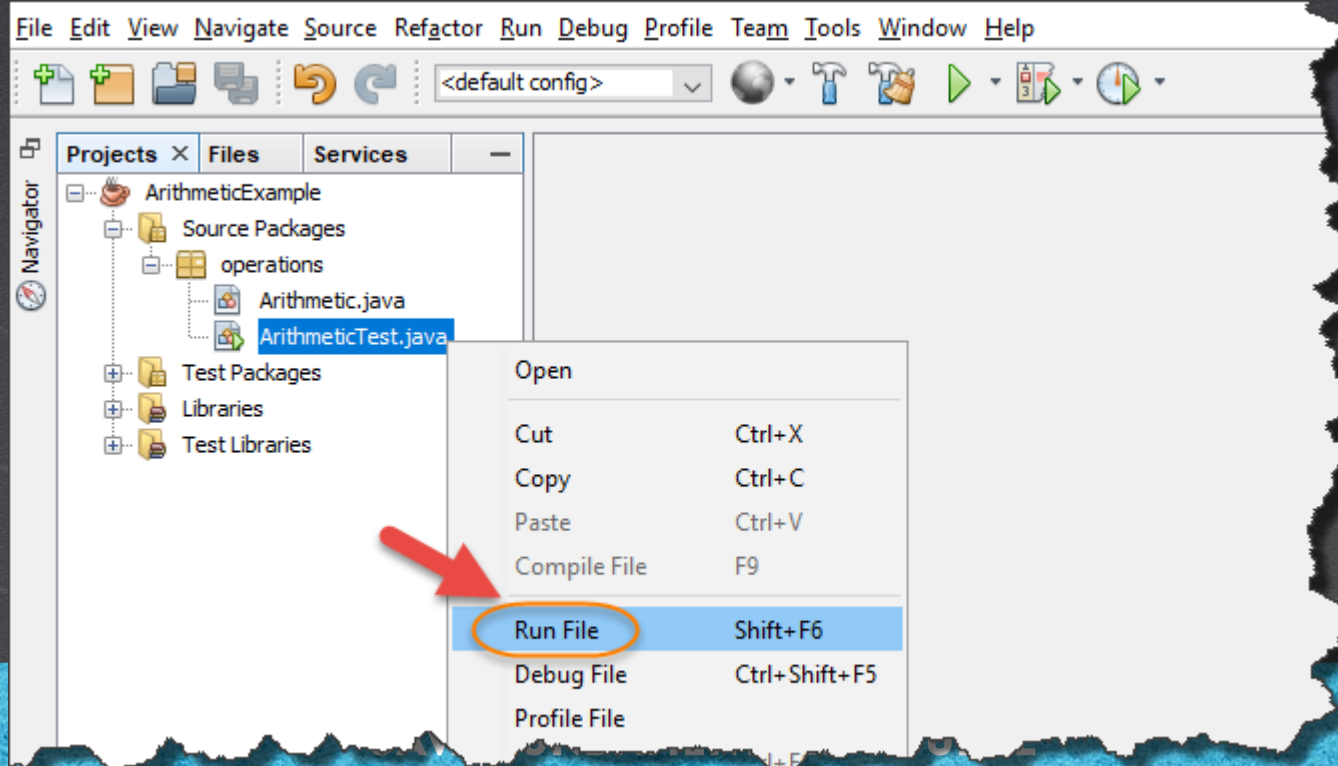 File Edit View Navigate Source Refactor Run Debug Profile Team Tools Window Help
<default config>
Projects Files Services
Navigator
ArithmeticExample
Source Packages
operations
Arithmetic.java
ArithmeticTest.java
Test Packages
Libraries
Test Libraries
Open
Cut Ctrl+X
Copy Ctrl+C
Paste Ctrl+V
Compile File F9
Run File Shift+F6
Debug File Ctrl+Shift+F5
Profile File